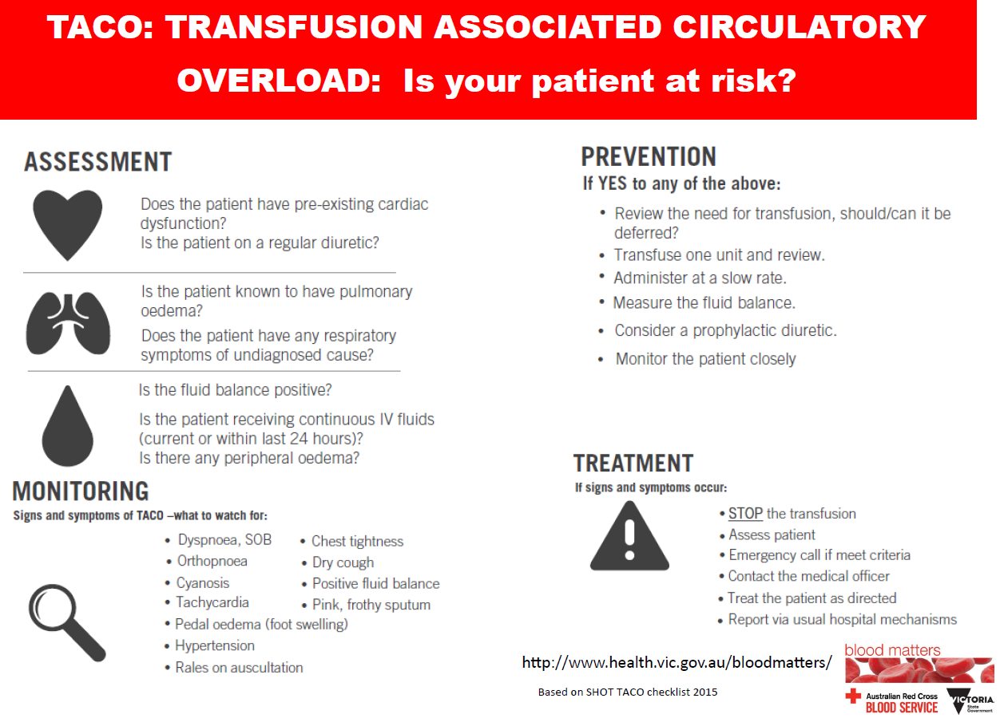 TACO: TRANSFUSION ASSOCIATED CIRCULATORY
OVERLOAD: Is your patient at risk?
ASSESSMENT
Does the patient have pre-existing cardiac
dysfunction?
Is the patient on a regular diuretic?
Is the patient known to have pulmonary
oedema?
Does the patient have any respiratory
symptoms of undiagnosed cause?
Is the fluid balance positive?
Is the patient receiving continuous IV fluids
(current or within last 24 hours)?
Is there any peripheral oedema?
MONITORING
Signs and symptoms of TACO –what to watch for:
• Dyspnoea, SOB
• Orthopnoea
• Cyanosis
• Tachycardia
• Pedal oedema (foot swelling)
• Hypertension
• Rales on auscultation
• Chest tightness
• Dry cough
• Positive fluid balance
• Pink, frothy sputum
PREVENTION
If YES to any of the above:
• Review the need for transfusion, should/can it be
deferred?
• Transfuse one unit and review.
• Administer at a slow rate.
• Measure the fluid balance.
• Consider a prophylactic diuretic.
• Monitor the patient closely
TREATMENT
If signs and symptoms occur:
• STOP the transfusion
• Assess patient
• Emergency call if meet criteria
• Contact the medical officer
• Treat the patient as directed
• Report via usual hospital mechanisms
http://www.health.vic.gov.au/bloodmatters/
Based on SHOT TACO checklist 2015
blood matters
Australian Red Cross
BLOOD SERVICE
VICTORIA
State
Government